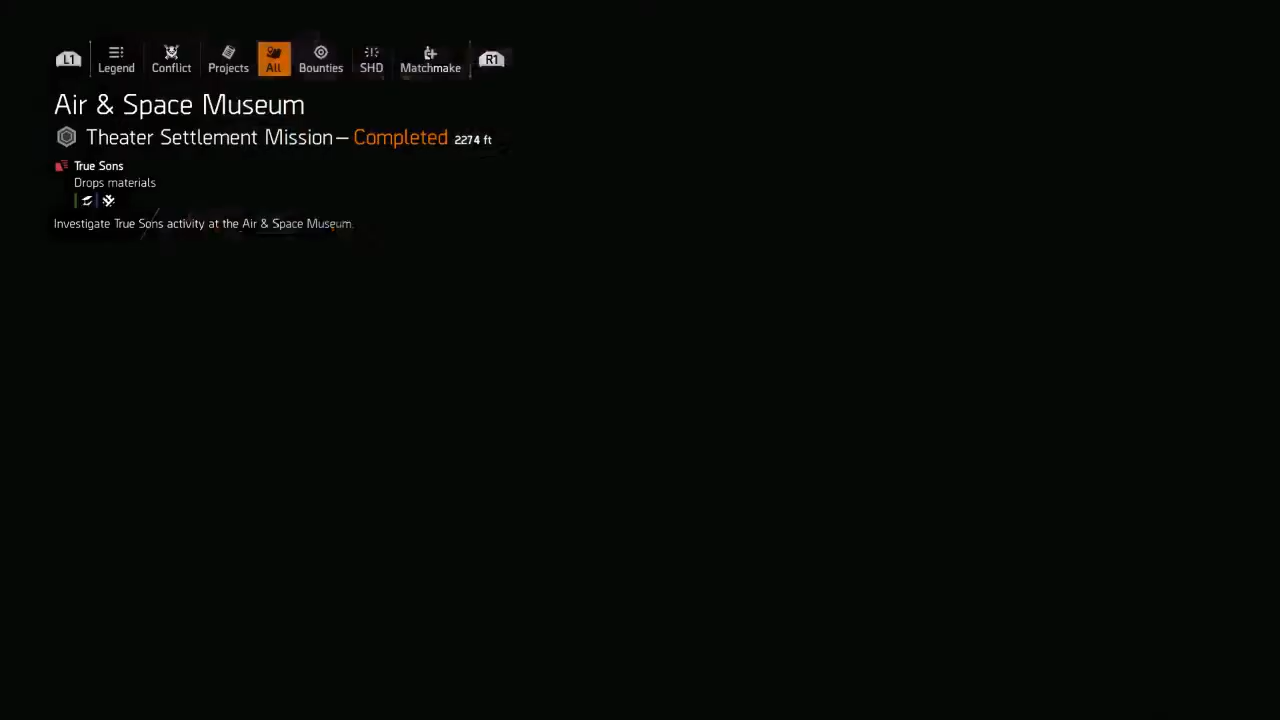 L1 Legend Conflict Projects All Bounties SHD Matchmake R1
Air & Space Museum
Theater Settlement Mission – Completed 2274 ft
True Sons
Drops materials
Investigate True Sons activity at the Air & Space Museum.